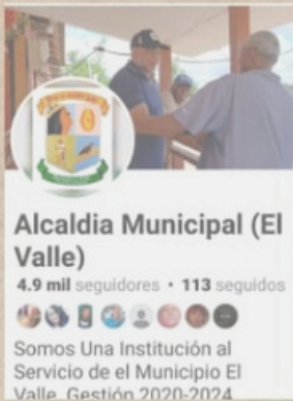 Alcaldia Municipal (El
Valle)
4.9 mil seguidores • 113 seguidos
Somos Una Institución al
Servicio de el Municipio El
Valle, Gestión 2020-2024